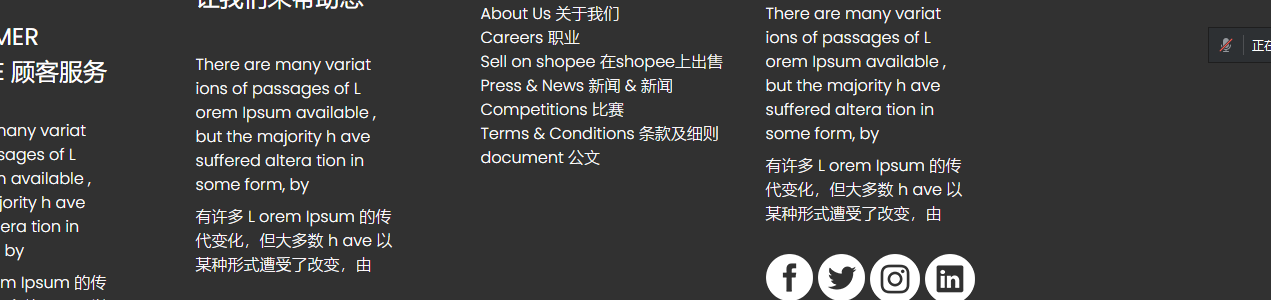 MER
E 顾客服务
many variat
sages of L
n available ,
jority h ave
era tion in
by
em Ipsum 的传
让我们来帮助您
There are many variat
ions of passages of L
orem Ipsum available ,
but the majority h ave
suffered altera tion in
some form, by
有许多 L orem Ipsum 的传
代变化，但大多数 h ave 以
某种形式遭受了改变，由
About Us 关于我们
Careers 职业
Sell on shopee 在shopee上出售
Press & News 新闻 & 新闻
Competitions 比赛
Terms & Conditions 条款及细则
document 公文
There are many variat
ions of passages of L
orem Ipsum available ,
but the majority h ave
suffered altera tion in
some form, by
有许多 L orem Ipsum 的传
代变化，但大多数 h ave 以
某种形式遭受了改变，由
正在